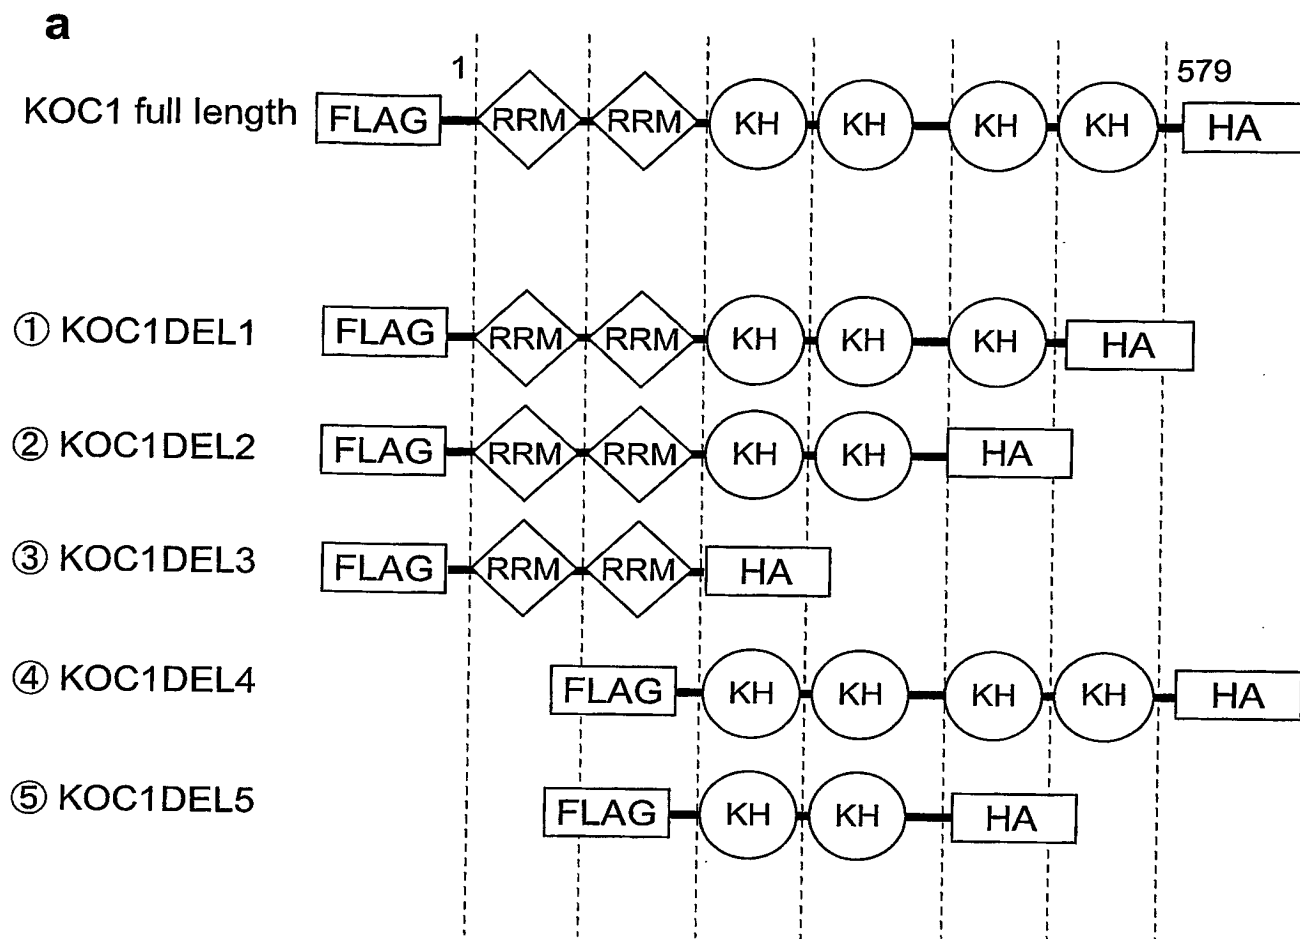 a
1 579
KOC1 full length FLAG RRM RRM KH KH KH KH HA
① KOC1DEL1 FLAG RRM RRM KH KH KH HA
② KOC1DEL2 FLAG RRM RRM KH KH HA
③ KOC1DEL3 FLAG RRM RRM HA
④ KOC1DEL4 FLAG KH KH KH KH HA
⑤ KOC1DEL5 FLAG KH KH HA